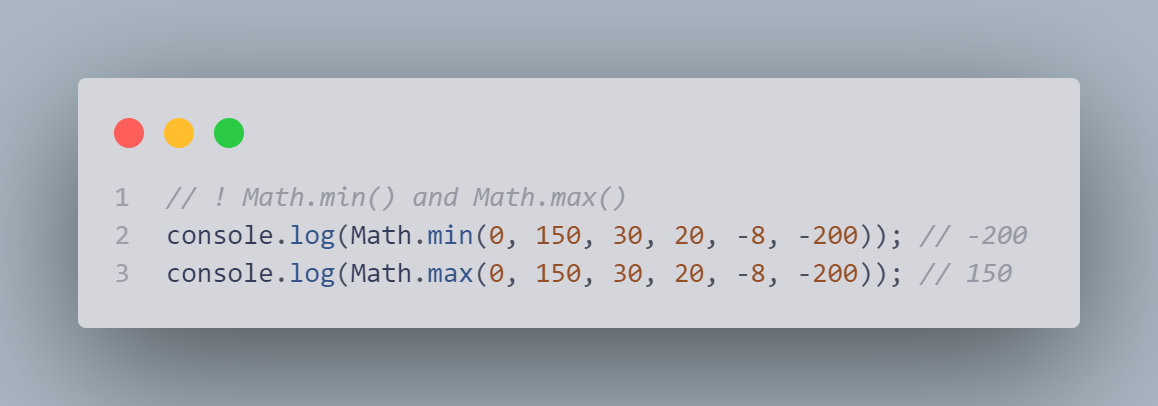 1 // ! Math.min() and Math.max()
2 console.log(Math.min(0, 150, 30, 20, -8, -200)); // -200
3 console.log(Math.max(0, 150, 30, 20, -8, -200)); // 150